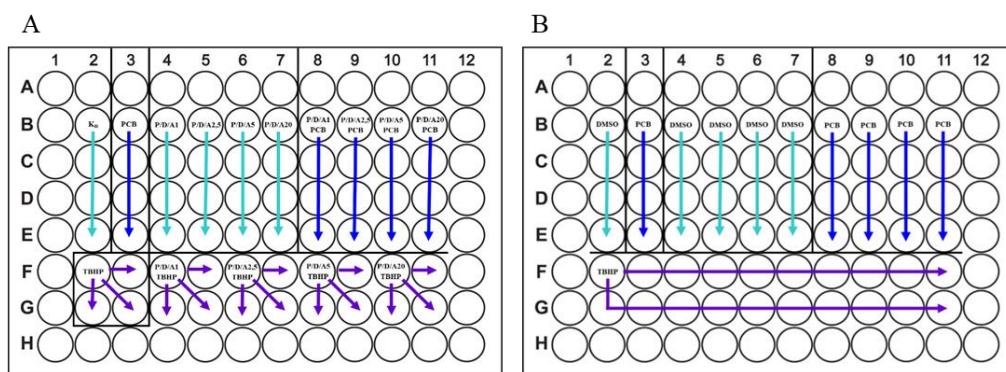 A
1 2 3 4 5 6 7 8 9 10 11 12
A
B K₀ PCB P/D/A1 P/D/A2,5 P/D/A5 P/D/A20 P/D/A1 P/D/A2,5 P/D/A5 P/D/A20
PCB PCB PCB PCB
C
D
E
F TBHP P/D/A1 P/D/A2,5 P/D/A5 P/D/A20
TBHP TBHP TBHP TBHP
G
H
B
1 2 3 4 5 6 7 8 9 10 11 12
A
B DMSO PCB DMSO DMSO DMSO DMSO PCB PCB PCB PCB
C
D
E
F TBHP
G
H